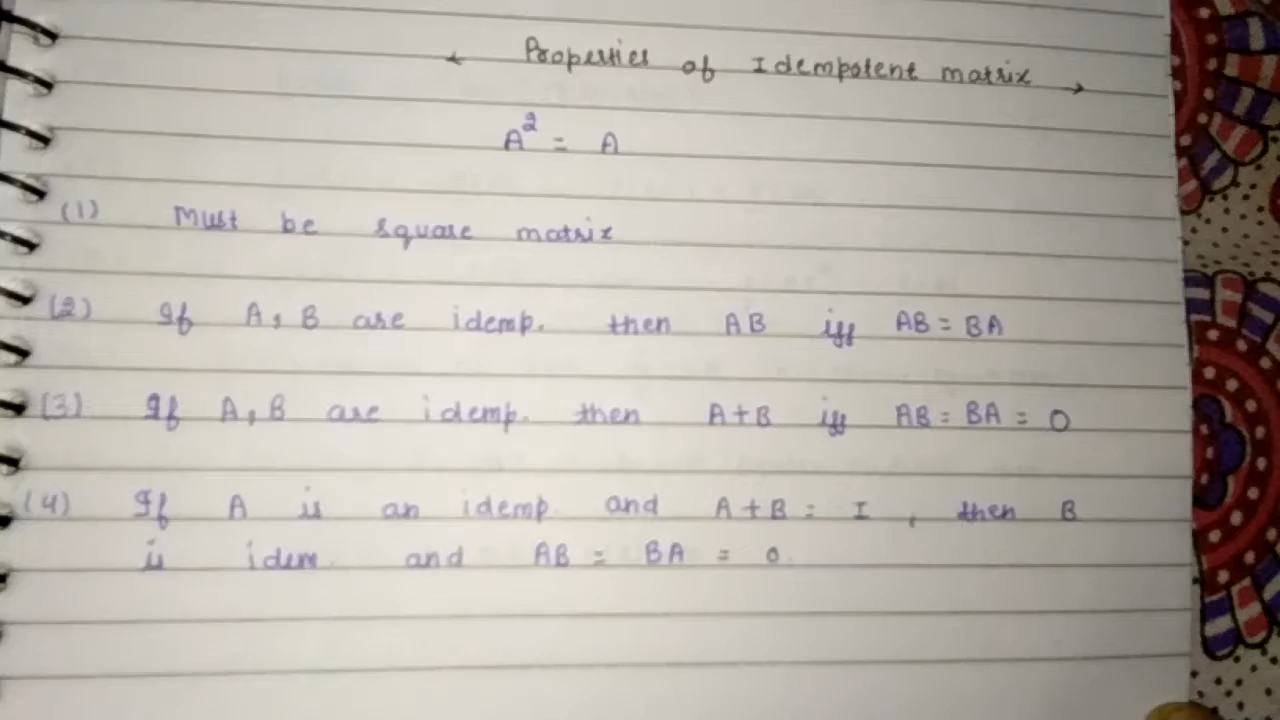 Properties of Idempotent matrix
A² = A
(1) Must be square matrix
(2) If A, B are idemp. then AB iff AB = BA
(3) If A, B are idemp. then A+B iff AB = BA = 0
(4) If A is an idemp. and A+B = I, then B
is idem. and AB = BA = 0.